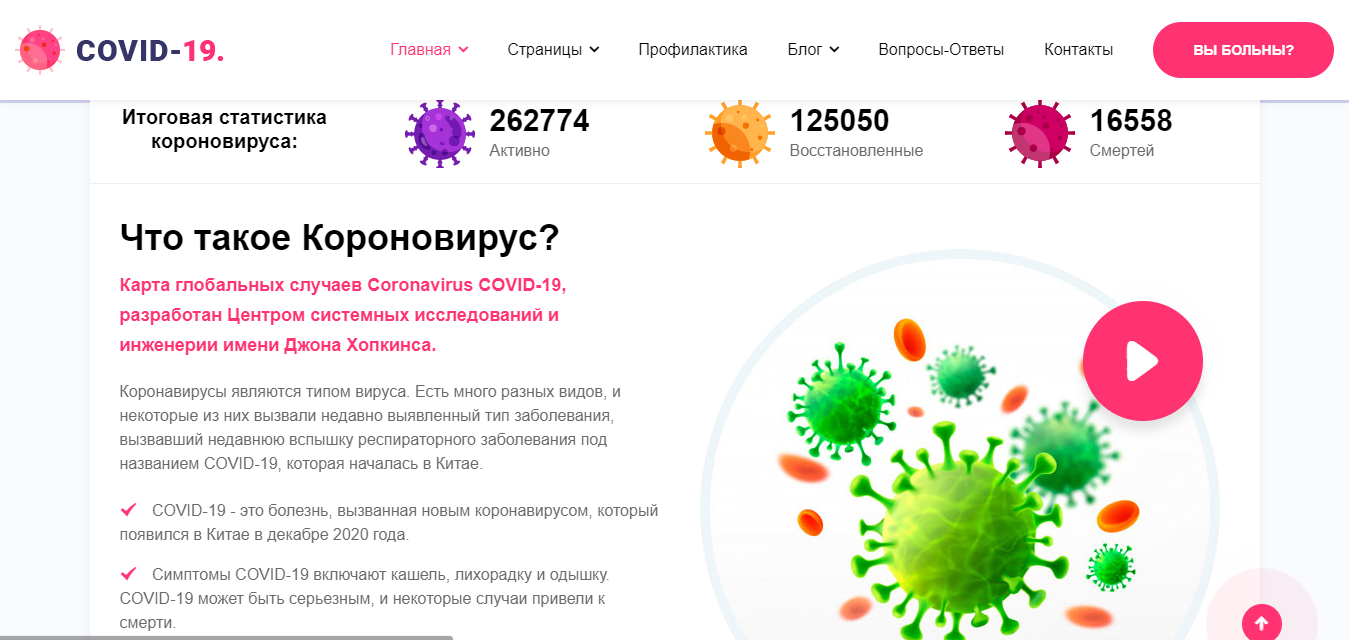 COVID-19.
Главная
Страницы
Профилактика
Блог
Вопросы-Ответы
Контакты
ВЫ БОЛЬНЫ?
Итоговая статистика
короновируса:
262774
Активно
125050
Восстановленные
16558
Смертей
Что такое Короновирус?
Карта глобальных случаев Coronavirus COVID-19,
разработан Центром системных исследований и
инженерии имени Джона Хопкинса.
Коронавирусы являются типом вируса. Есть много разных видов, и
некоторые из них вызвали недавно выявленный тип заболевания,
вызвавший недавнюю вспышку респираторного заболевания под
названием COVID-19, которая началась в Китае.
COVID-19 - это болезнь, вызванная новым коронавирусом, который
появился в Китае в декабре 2020 года.
Симптомы COVID-19 включают кашель, лихорадку и одышку.
COVID-19 может быть серьезным, и некоторые случаи привели к
смерти.